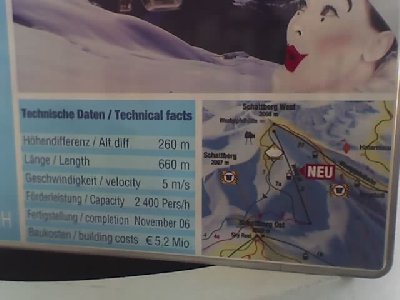 Technische Daten / Technical facts
Höhendifferenz / Alt.diff 260 m
Länge / Length 660 m
Geschwindigkeit / velocity 5 m/s
Förderleistung / Capacity 2 400 Pers/h
Fertigstellung / completion November 06
Baukosten / building costs € 5,2 Mio
Schattberg West
Schattberg
NEU
Ost
H